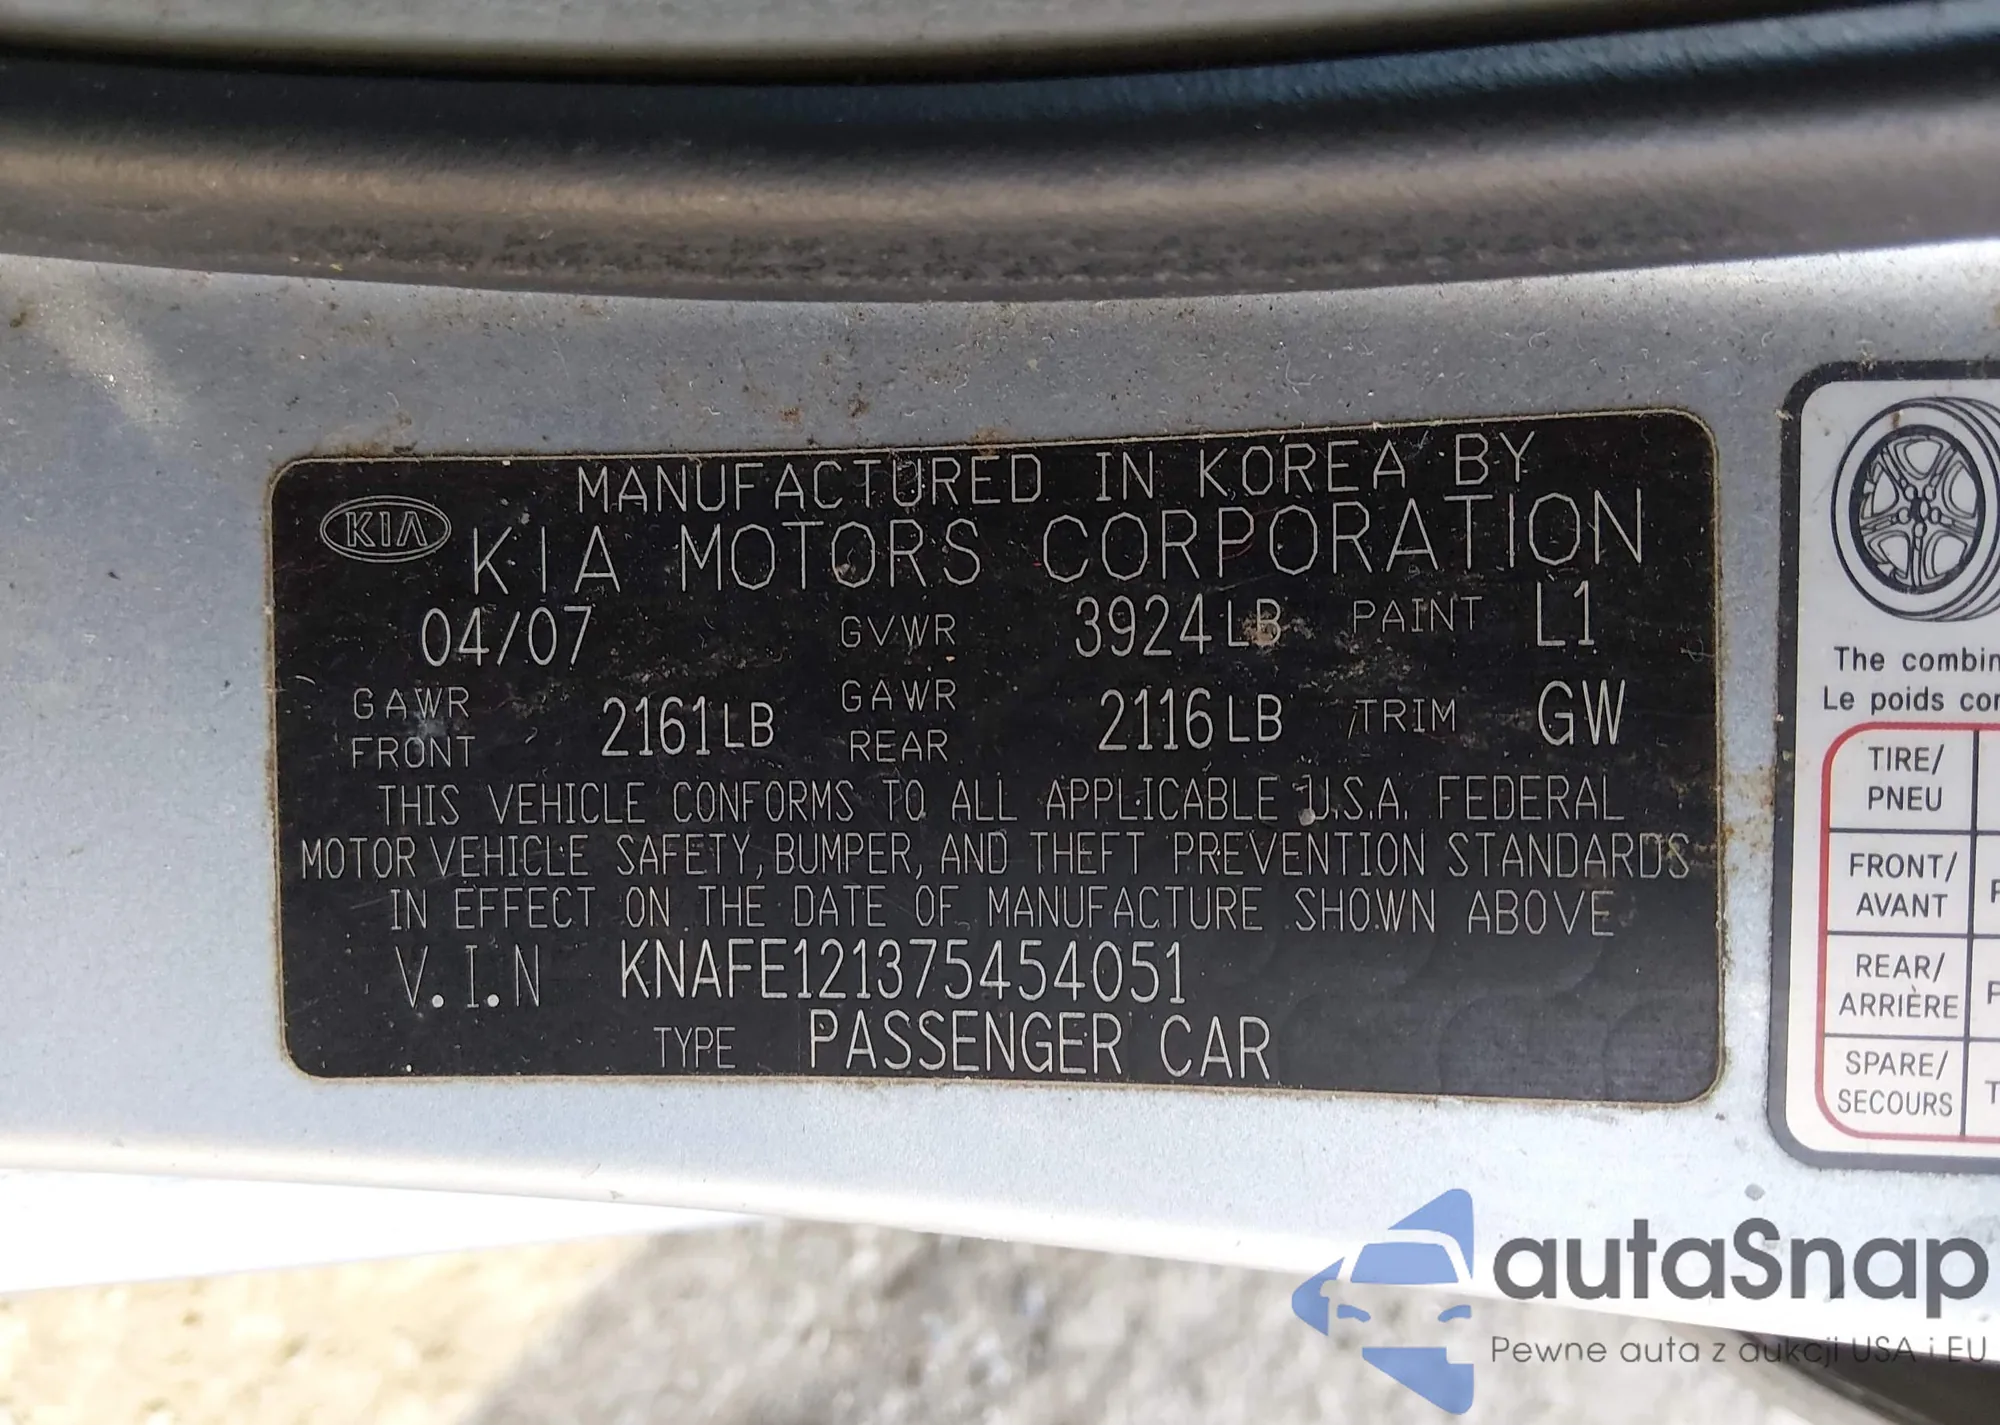 MANUFACTURED IN KOREA BY
KIA KIA MOTORS CORPORATION
04/07 GVWR 3924LB PAINT L1
GAWR FRONT 2161LB GAWR REAR 2116LB TRIM GW
THIS VEHICLE CONFORMS TO ALL APPLICABLE U.S.A. FEDERAL
MOTOR VEHICLE SAFETY, BUMPER, AND THEFT PREVENTION STANDARDS
IN EFFECT ON THE DATE OF MANUFACTURE SHOWN ABOVE
V.I.N KNAFE121375454051
TYPE PASSENGER CAR
The combin
Le poids con
TIRE/
PNEU
FRONT/
AVANT
REAR/
ARRIÈRE
SPARE/
SECOURS
autaSnap
Pewne auta z aukcji USA i EU